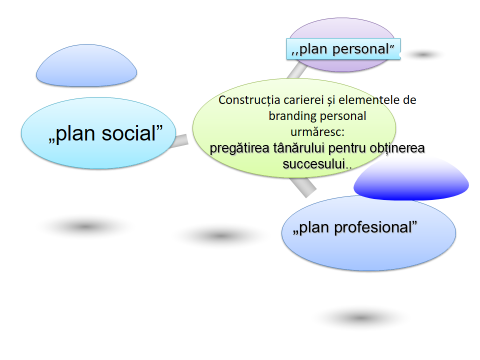 ,,plan personal”
Construcția carierei și elementele de
branding personal
urmăresc:
pregătirea tânărului pentru obținerea
succesului..
„plan social”
„plan profesional”